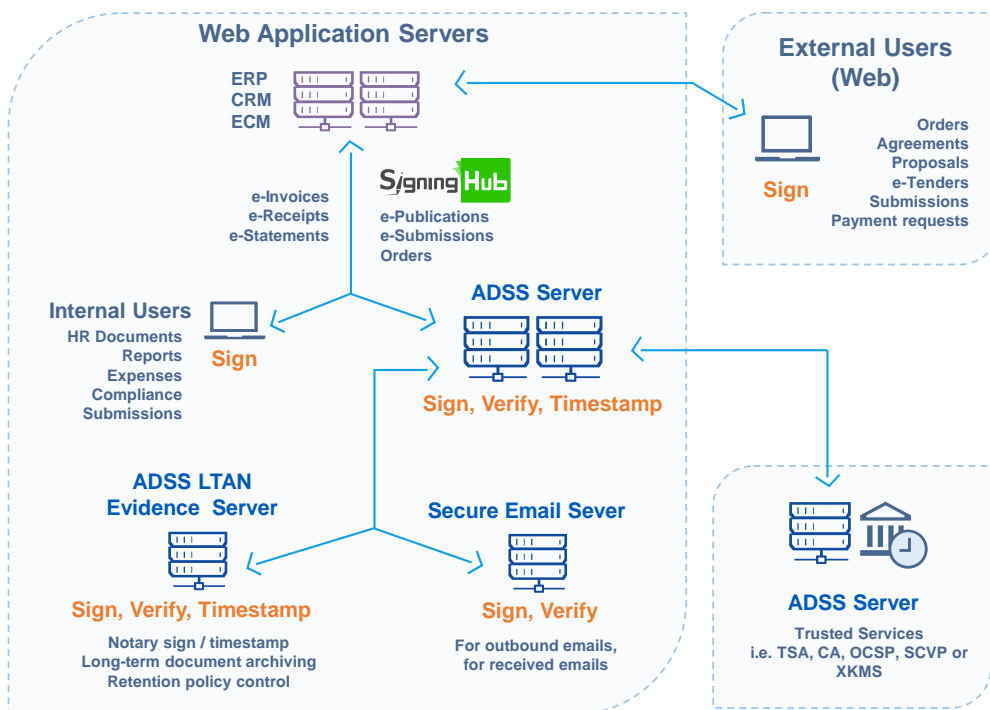 Web Application Servers
ERP
CRM
ECM
External Users
(Web)
Orders
Agreements
Proposals
e-Tenders
Submissions
Payment requests
Sign
SigningHub
e-Invoices
e-Receipts
e-Statements
e-Publications
e-Submissions
Orders
Internal Users
HR Documents
Reports
Expenses
Compliance
Submissions
Sign
ADSS Server
Sign, Verify, Timestamp
ADSS LTAN
Evidence Server
Sign, Verify, Timestamp
Notary sign / timestamp
Long-term document archiving
Retention policy control
Secure Email Sever
Sign, Verify
For outbound emails,
for received emails
ADSS Server
Trusted Services
i.e. TSA, CA, OCSP, SCVP or
XKMS